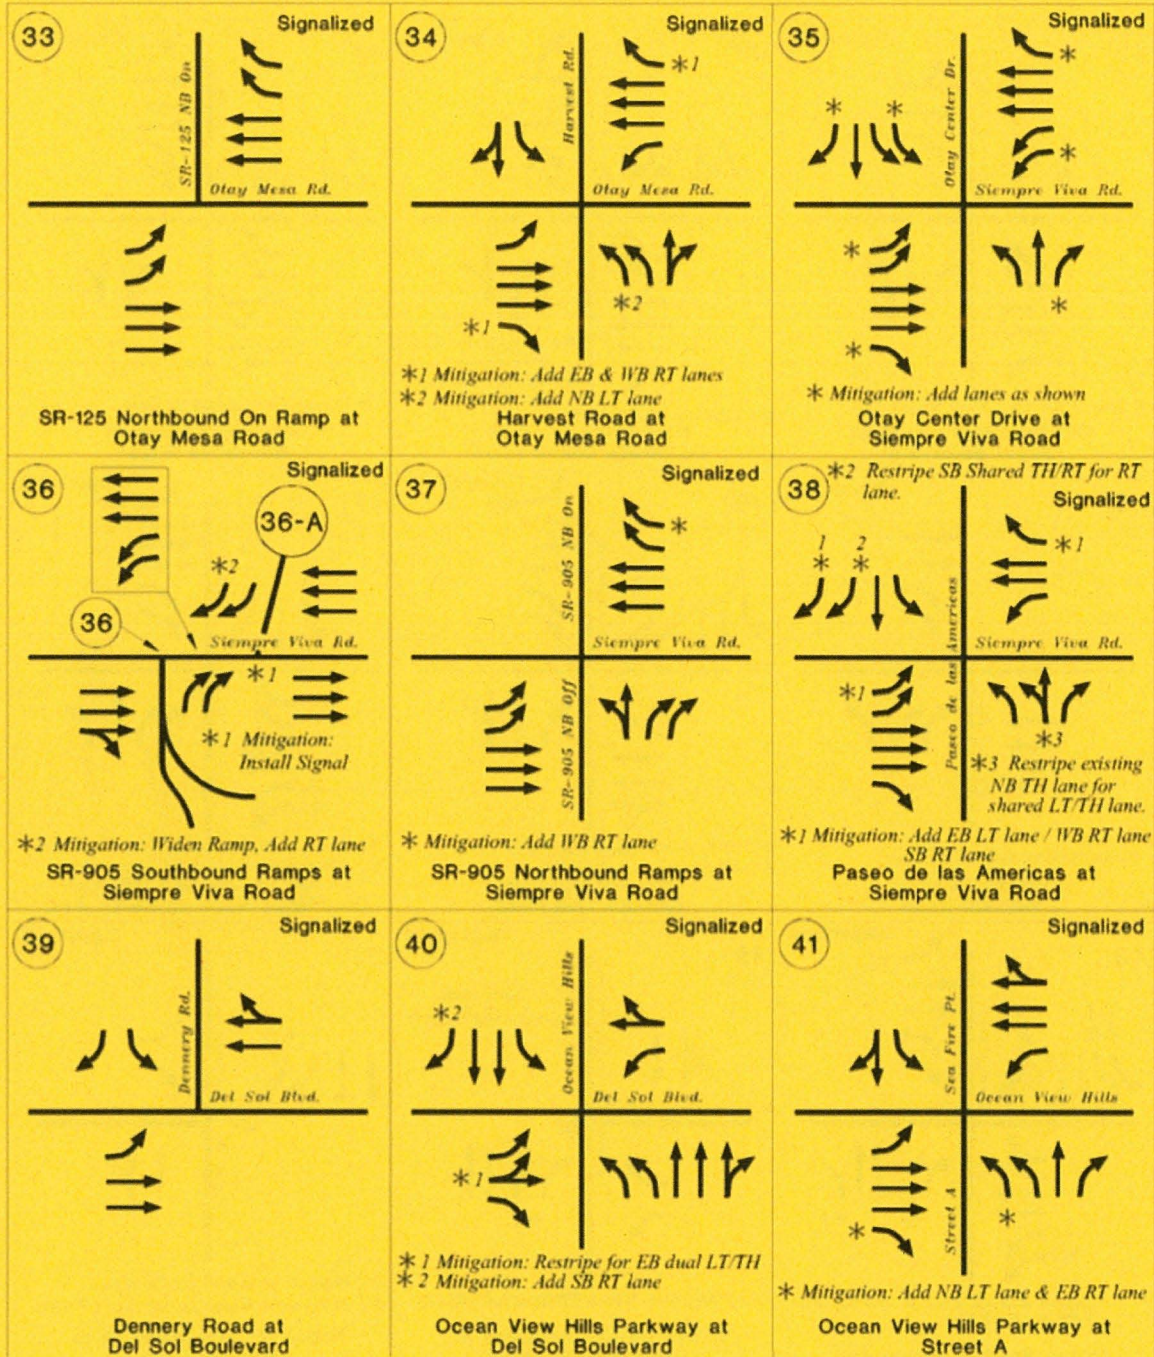 33
Signalized
SR-125 NB On
Otay Mesa Rd.
SR-125 Northbound On Ramp at
Otay Mesa Road
34
Signalized
Harvest Rd.
*1
Otay Mesa Rd.
*1
*2
*1 Mitigation: Add EB & WB RT lanes
*2 Mitigation: Add NB LT lane
Harvest Road at
Otay Mesa Road
35
Signalized
Otay Center Dr.
*
*
*
*
Siempre Viva Rd.
*
*
*
* Mitigation: Add lanes as shown
Otay Center Drive at
Siempre Viva Road
36
Signalized
36-A
*2
36
Siempre Viva Rd.
*1
*1 Mitigation:
Install Signal
*2 Mitigation: Widen Ramp, Add RT lane
SR-905 Southbound Ramps at
Siempre Viva Road
37
Signalized
SR-905 NB On
*
Siempre Viva Rd.
SR-905 NB Off
* Mitigation: Add WB RT lane
SR-905 Northbound Ramps at
Siempre Viva Road
38
*2 Restripe SB Shared TH/RT for RT
lane.
Signalized
1 2
* *
*1
Paseo de las Americas
Siempre Viva Rd.
*1
*3
*3 Restripe existing
NB TH lane for
shared LT/TH lane.
*1 Mitigation: Add EB LT lane / WB RT lane
SB RT lane
Paseo de las Americas at
Siempre Viva Road
39
Signalized
Dennery Rd.
Del Sol Blvd.
Dennery Road at
Del Sol Boulevard
40
Signalized
*2
Ocean View Hills
Del Sol Blvd.
*1
*1 Mitigation: Restripe for EB dual LT/TH
*2 Mitigation: Add SB RT lane
Ocean View Hills Parkway at
Del Sol Boulevard
41
Signalized
Sea Fire Pt.
Ocean View Hills
Street A
*
*
* Mitigation: Add NB LT lane & EB RT lane
Ocean View Hills Parkway at
Street A